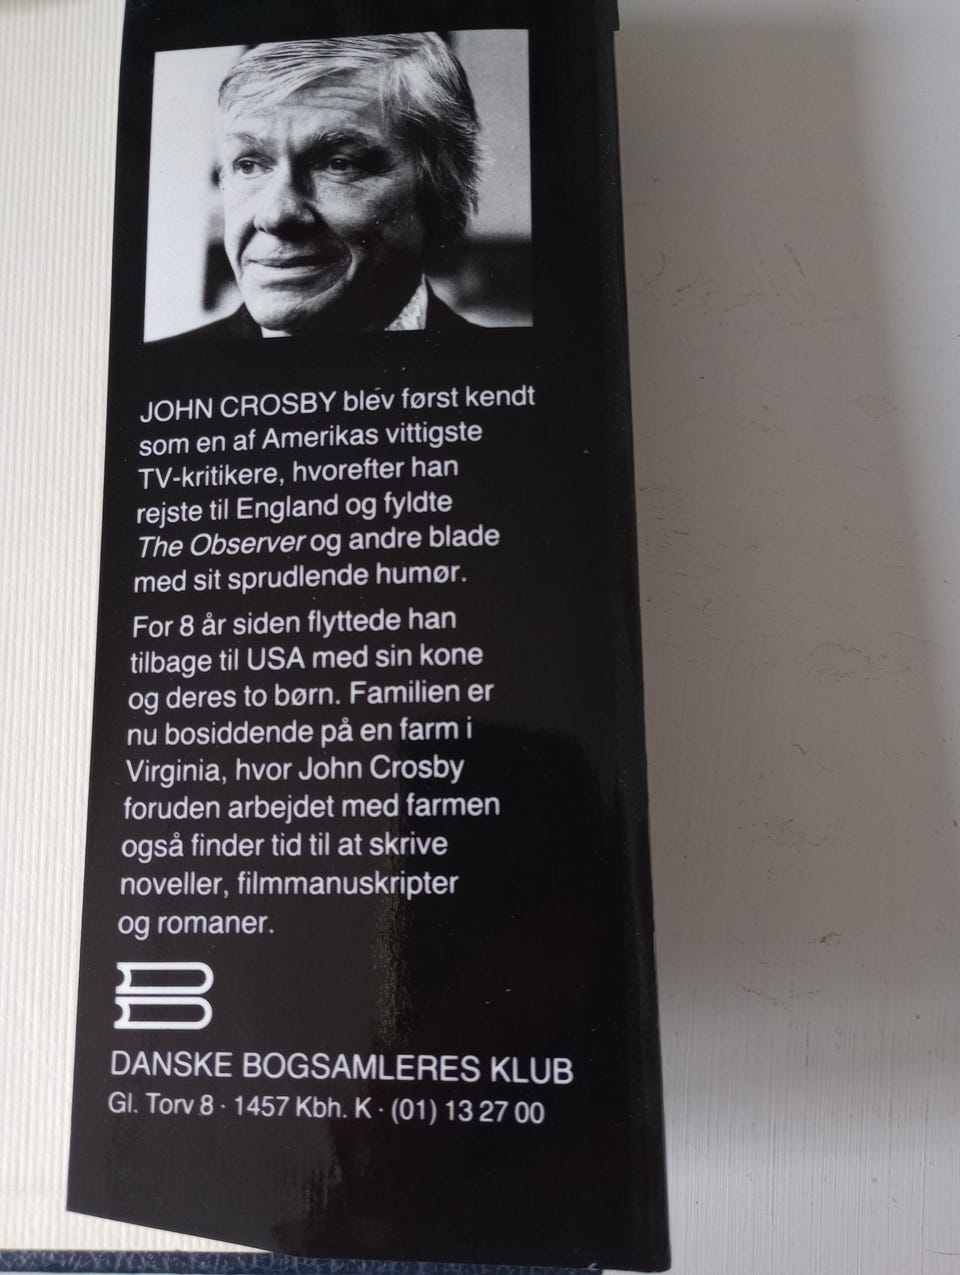 JOHN CROSBY blev først kendt
som en af Amerikas vittigste
TV-kritikere, hvorefter han
rejste til England og fyldte
The Observer og andre blade
med sit sprudlende humør.
For 8 år siden flyttede han
tilbage til USA med sin kone
og deres to børn. Familien er
nu bosiddende på en farm i
Virginia, hvor John Crosby
foruden arbejdet med farmen
også finder tid til at skrive
noveller, filmmanuskripter
og romaner.
DANSKE BOGSAMLERES KLUB
Gl. Torv 8 · 1457 Kbh. K · (01) 13 27 00